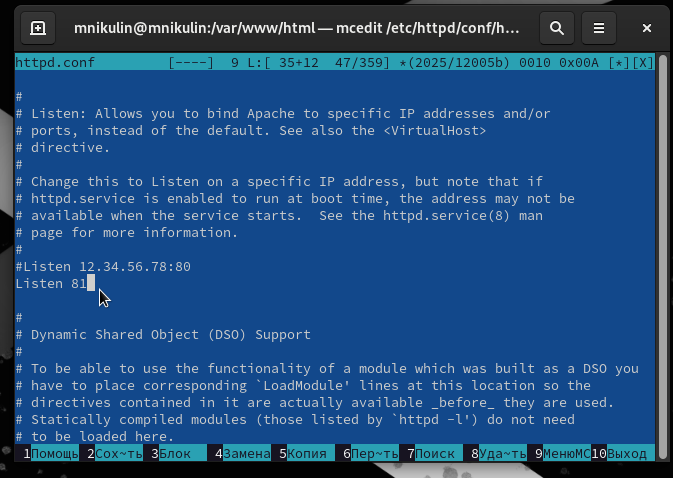 mnikulin@mnikulin:/var/www/html — mcedit /etc/httpd/conf/h…
httpd.conf [----] 9 L:[ 35+12 47/359] *(2025/12005b) 0010 0x00A [*][X]
#
# Listen: Allows you to bind Apache to specific IP addresses and/or
# ports, instead of the default. See also the <VirtualHost>
# directive.
#
# Change this to Listen on a specific IP address, but note that if
# httpd.service is enabled to run at boot time, the address may not be
# available when the service starts.  See the httpd.service(8) man
# page for more information.
#
#Listen 12.34.56.78:80
Listen 81
#
# Dynamic Shared Object (DSO) Support
#
# To be able to use the functionality of a module which was built as a DSO you
# have to place corresponding `LoadModule' lines at this location so the
# directives contained in it are actually available _before_ they are used.
# Statically compiled modules (those listed by `httpd -l') do not need
# to be loaded here.
1Помощь 2Сох~ть 3Блок 4Замена 5Копия 6Пер~ть 7Поиск 8Уда~ть 9МенюMC 10Выход